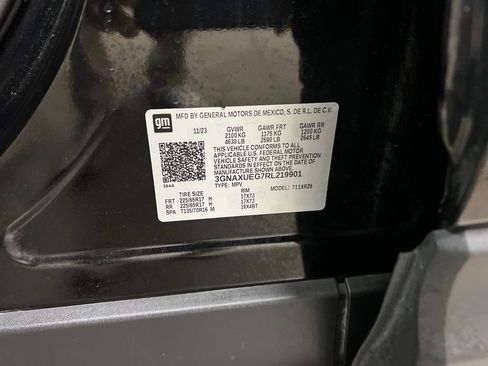 gm
MFD BY GENERAL MOTORS DE MEXICO, S. DE R.L. DE C.V.
11/23 GVWR GAWR FRT GAWR RR
2100 KG 1175 KG 1200 KG
4630 LB 2590 LB 2645 LB
THIS VEHICLE CONFORMS TO ALL
APPLICABLE U.S. FEDERAL MOTOR
VEHICLE SAFETY, BUMPER, AND THEFT
PREVENTION STANDARDS IN EFFECT ON THE
DATE OF MANUFACTURE SHOWN ABOVE.
3GNAXUEG7RL219901
TYPE: MPV MODEL: 711XR26
TIRE SIZE RIM
FRT 225/65R17 H 17X7J
RR 225/65R17 H 17X7J
SPA T135/70R16 M 16X4BT